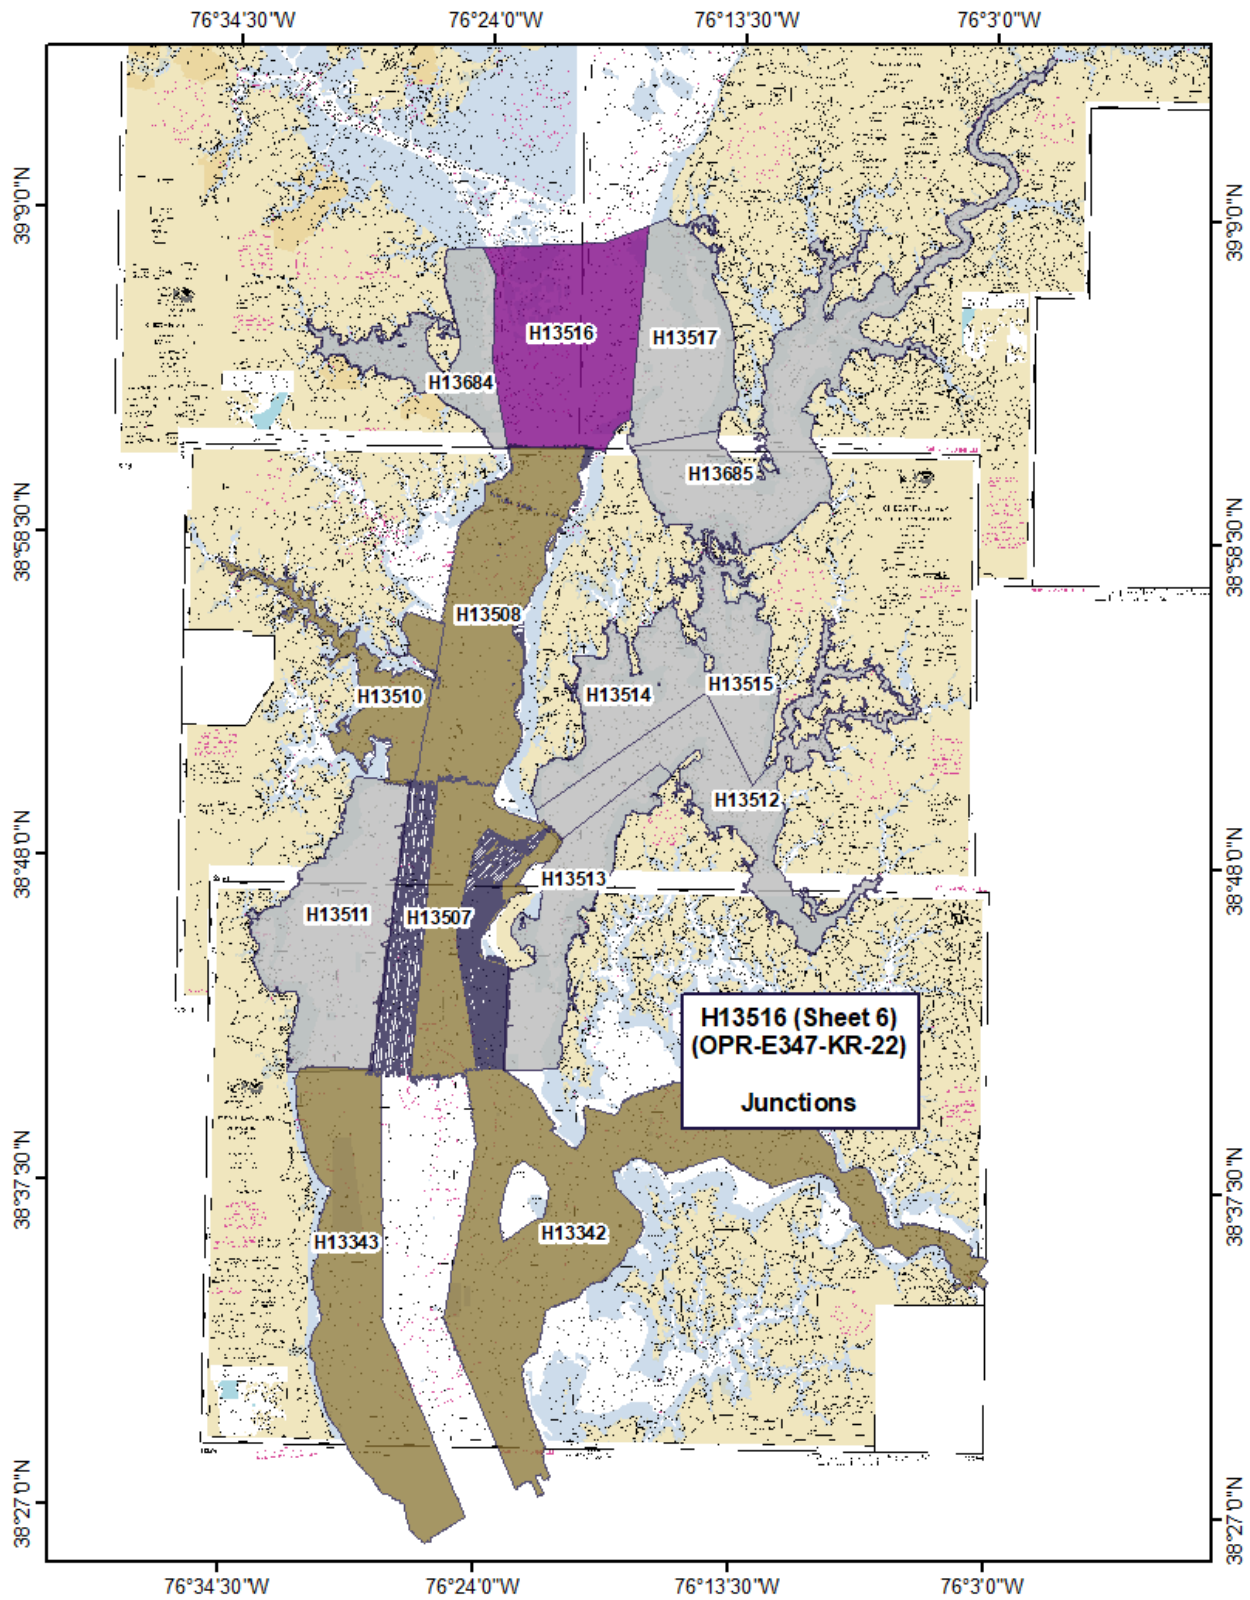 76°34'30"W 76°24'0"W 76°13'30"W 76°3'0"W
39°9'0"N
39°9'0"N
H13516
H13517
H13684
H13685
38°58'30"N
38°58'30"N
H13508
H13515
H13514
H13510
H13512
38°48'0"N
38°48'0"N
H13513
H13511
H13507
H13516 (Sheet 6)
(OPR-E347-KR-22)
Junctions
38°37'30"N
38°37'30"N
H13342
H13343
38°27'0"N
38°27'0"N
76°34'30"W 76°24'0"W 76°13'30"W 76°3'0"W